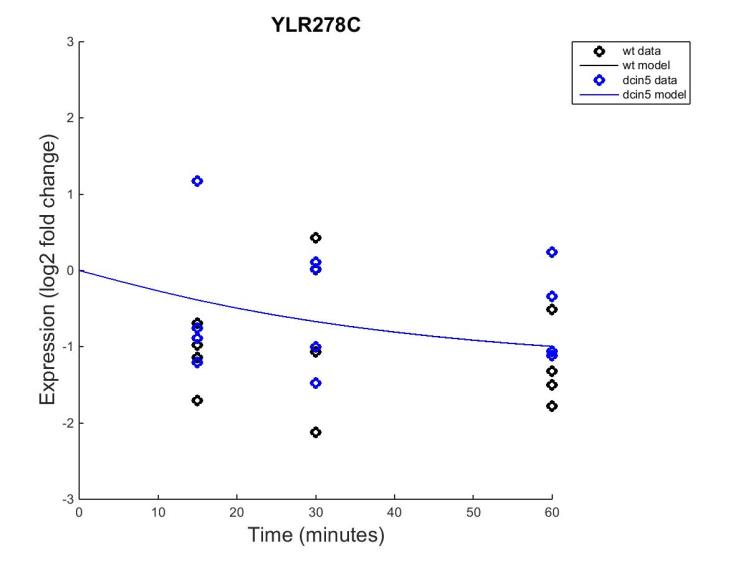 YLR278C
wt data
wt model
dcin5 data
dcin5 model
Expression (log2 fold change)
3
2
1
0
-1
-2
-3
0 10 20 30 40 50 60
Time (minutes)